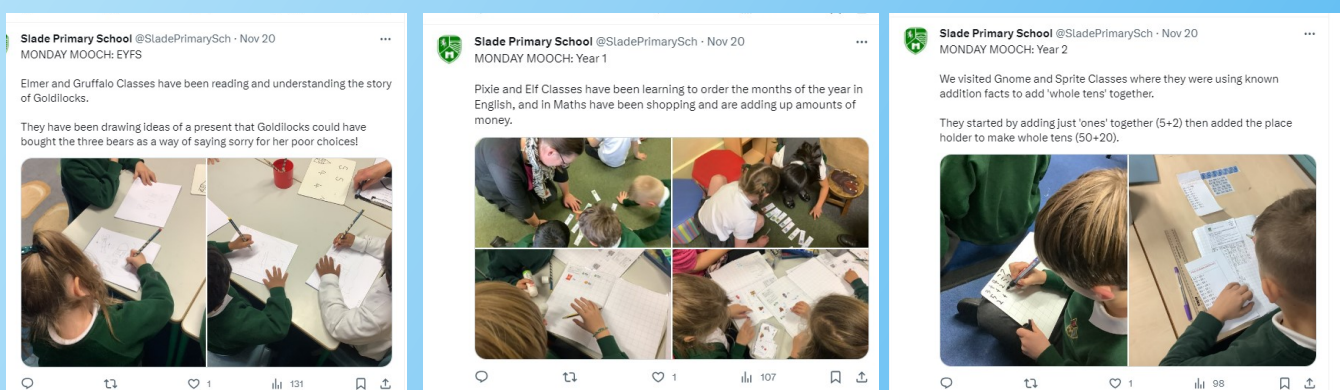 Slade Primary School @SladePrimarySch · Nov 20
MONDAY MOOCH: EYFS
Elmer and Gruffalo Classes have been reading and understanding the story
of Goldilocks.
They have been drawing ideas of a present that Goldilocks could have
bought the three bears as a way of saying sorry for her poor choices!
1
131
Slade Primary School @SladePrimarySch · Nov 20
MONDAY MOOCH: Year 1
Pixie and Elf Classes have been learning to order the months of the year in
English, and in Maths have been shopping and are adding up amounts of
money.
1
107
Slade Primary School @SladePrimarySch · Nov 20
MONDAY MOOCH: Year 2
We visited Gnome and Sprite Classes where they were using known
addition facts to add 'whole tens' together.
They started by adding just 'ones' together (5+2) then added the place
holder to make whole tens (50+20).
1
98